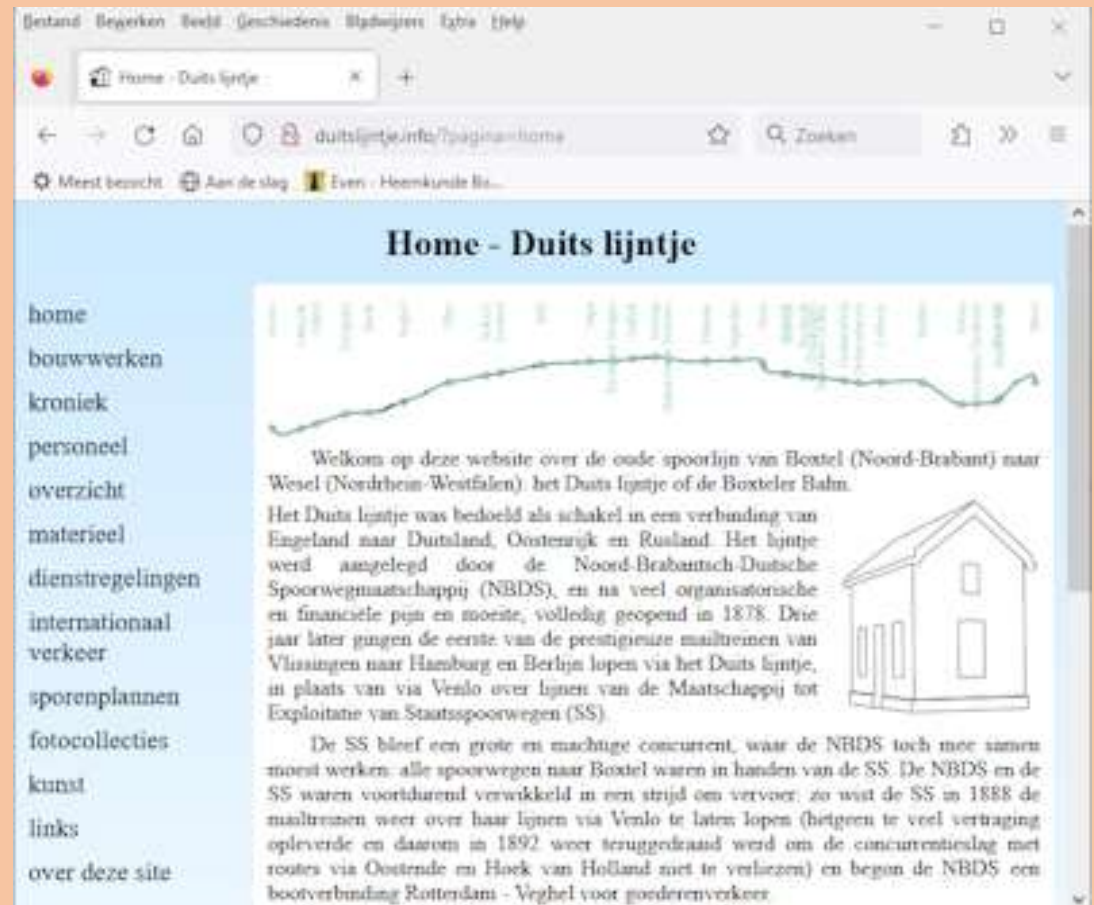 Bestand Bewerken Beeld Geschiedenis Bladwijzers Extra Help
Home - Duits lijntje
duitslijntje.info/?pagina=home
Zoeken
Meest bezocht Aan de slag Even - Heemkunde Bo...
Home - Duits lijntje
home
bouwwerken
kroniek
personeel
overzicht
materieel
dienstregelingen
internationaal
verkeer
sporenplannen
fotocollecties
kunst
links
over deze site
Welkom op deze website over de oude spoorlijn van Boxtel (Noord-Brabant) naar
Wesel (Nordrhein-Westfalen): het Duits lijntje of de Boxteler Bahn.
Het Duits lijntje was bedoeld als schakel in een verbinding van
Engeland naar Duitsland, Oostenrijk en Rusland. Het lijntje
werd aangelegd door de Noord-Brabantsch-Duitsche
Spoorwegmaatschappij (NBDS), en na veel organisatorische
en financiële pijn en moeite, volledig geopend in 1878. Drie
jaar later gingen de eerste van de prestigieuze mailtreinen van
Vlissingen naar Hamburg en Berlijn lopen via het Duits lijntje,
in plaats van via Venlo over lijnen van de Maatschappij tot
Exploitatie van Staatsspoorwegen (SS).
De SS bleef een grote en machtige concurrent, waar de NBDS toch mee samen
moest werken: alle spoorwegen naar Boxtel waren in handen van de SS. De NBDS en de
SS waren voortdurend verwikkeld in een strijd om vervoer; zo wist de SS in 1888 de
mailtreinen weer over haar lijnen via Venlo te laten lopen (hetgeen te veel vertraging
opleverde en daarom in 1892 weer teruggedraaid werd om de concurrentieslag met
routes via Oostende en Hoek van Holland niet te verliezen) en begon de NBDS een
bootverbinding Rotterdam - Veghel voor goederenverkeer.